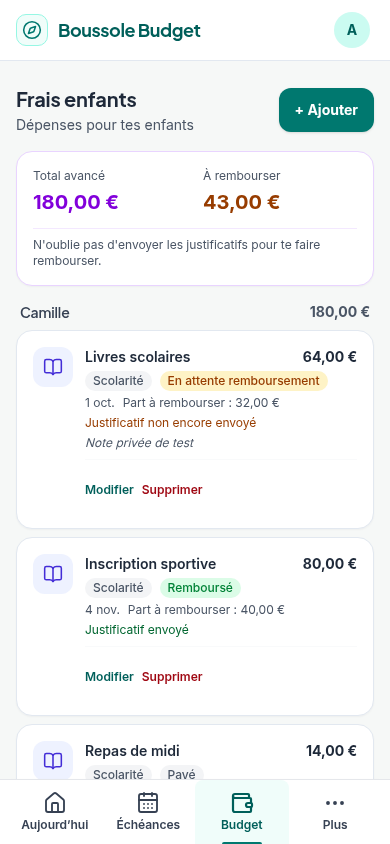 Boussole Budget
A
Frais enfants
Dépenses pour tes enfants
+ Ajouter
Total avancé
À rembourser
180,00 €
43,00 €
N'oublie pas d'envoyer les justificatifs pour te faire
rembourser.
Camille
180,00 €
Livres scolaires
64,00 €
Scolarité
En attente remboursement
1 oct. Part à rembourser : 32,00 €
Justificatif non encore envoyé
Note privée de test
Modifier Supprimer
Inscription sportive
80,00 €
Scolarité
Remboursé
4 nov. Part à rembourser : 40,00 €
Justificatif envoyé
Modifier Supprimer
Repas de midi
14,00 €
Scolarité
Payé
Aujourd'hui
Échéances
Budget
Plus